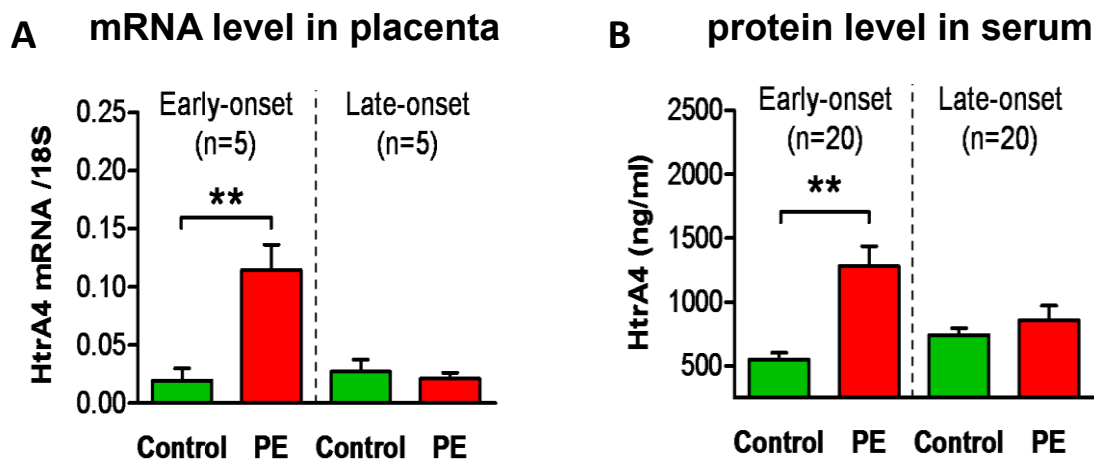 A mRNA level in placenta
HtrA4 mRNA /18S
0.25
0.20
0.15
0.10
0.05
0.00
Early-onset
(n=5)
Late-onset
(n=5)
**
Control PE Control PE
B protein level in serum
HtrA4 (ng/ml)
2500
2000
1500
1000
500
Early-onset
(n=20)
Late-onset
(n=20)
**
Control PE Control PE